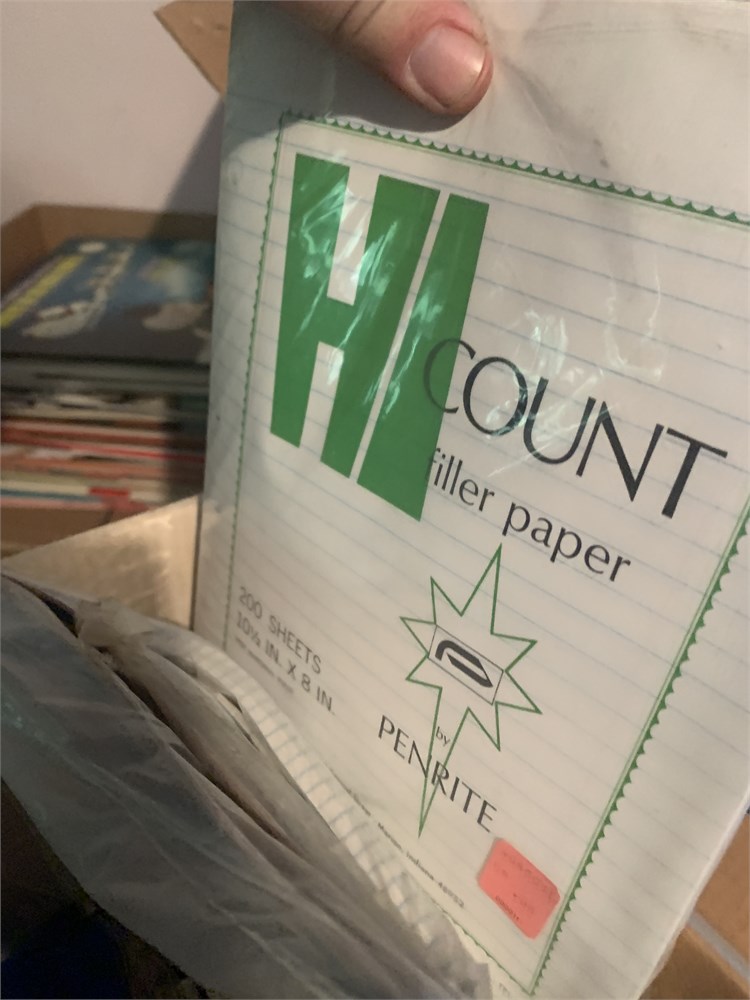 HI
COUNT
filler paper
200 SHEETS
10½ IN. X 8 IN.
by
PENRITE